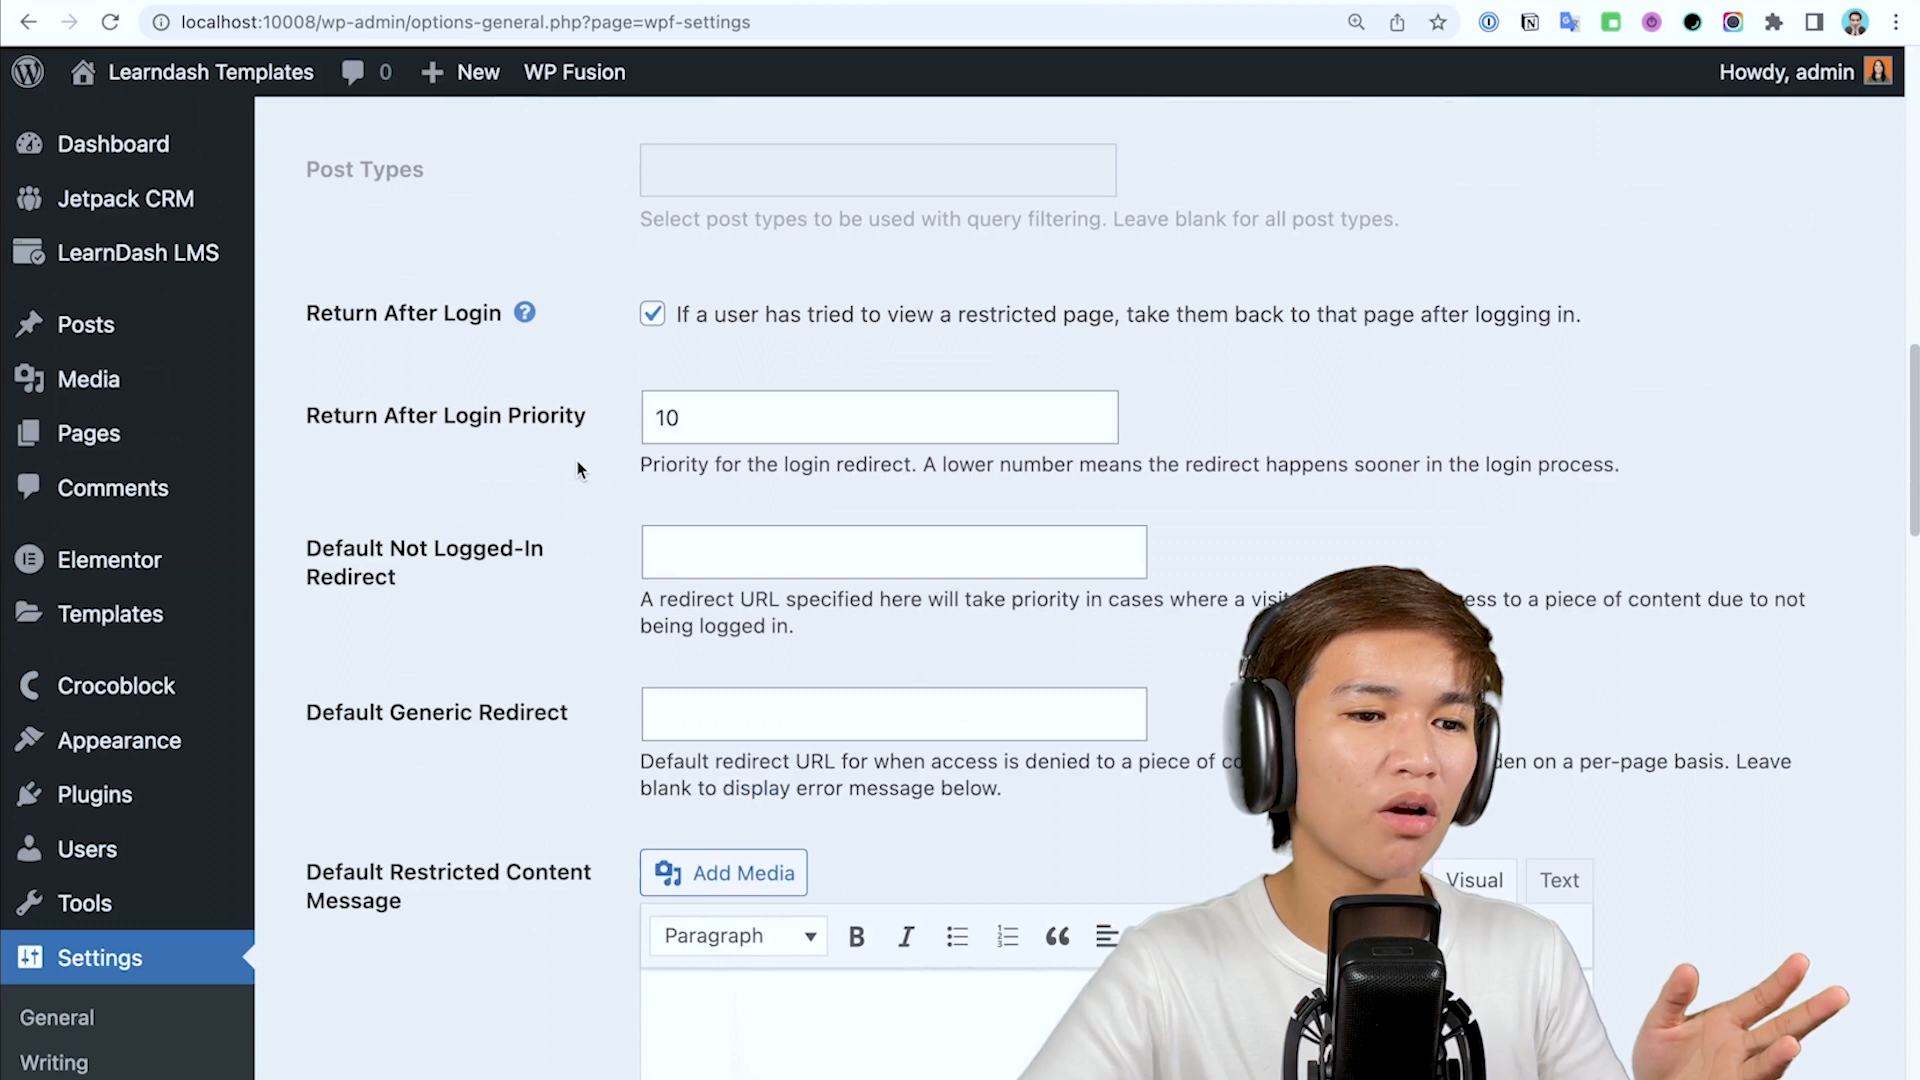 localhost:10008/wp-admin/options-general.php?page=wpf-settings
Learndash Templates
0
New
WP Fusion
Howdy, admin
Dashboard
Jetpack CRM
LearnDash LMS
Posts
Media
Pages
Comments
Elementor
Templates
Crocoblock
Appearance
Plugins
Users
Tools
Settings
General
Writing
Post Types
Select post types to be used with query filtering. Leave blank for all post types.
Return After Login ?
If a user has tried to view a restricted page, take them back to that page after logging in.
Return After Login Priority
10
Priority for the login redirect. A lower number means the redirect happens sooner in the login process.
Default Not Logged-In
Redirect
A redirect URL specified here will take priority in cases where a to a piece of content due to not
being logged in.
Default Generic Redirect
Default redirect URL for when access is denied to a piece of on a per-page basis. Leave
blank to display error message below.
Default Restricted Content
Message
Add Media
Visual
Text
Paragraph
B I